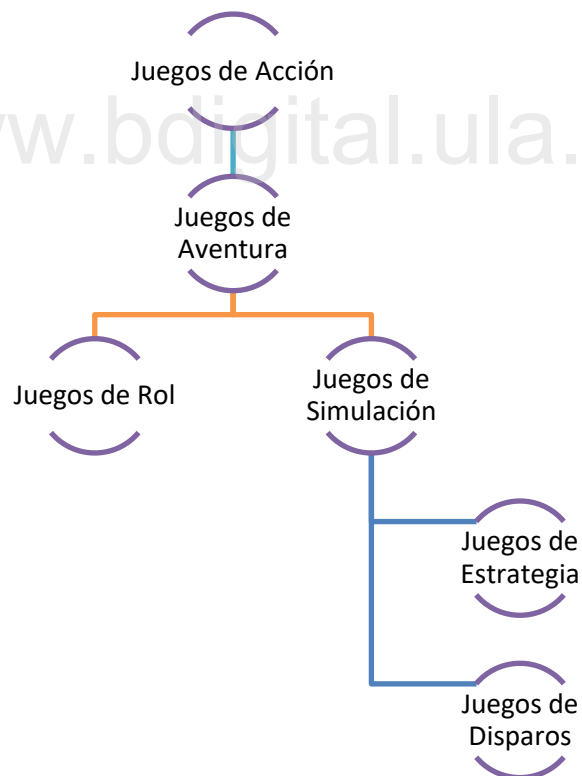 Juegos de Acción
w.bdigital.ula.
Juegos de
Aventura
Juegos de Rol
Juegos de
Simulación
Juegos de
Estrategia
Juegos de
Disparos